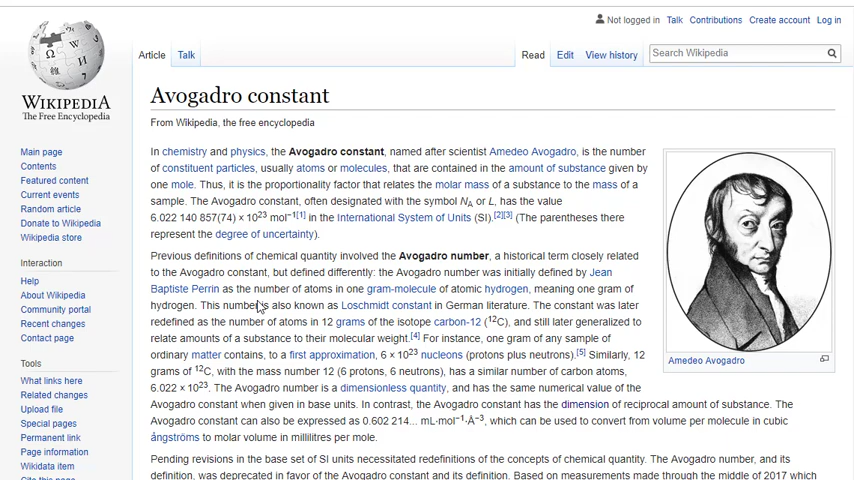 Not logged in Talk Contributions Create account Log in
Article Talk Read Edit View history Search Wikipedia
WIKIPEDIA
The Free Encyclopedia
Main page
Contents
Featured content
Current events
Random article
Donate to Wikipedia
Wikipedia store
Interaction
Help
About Wikipedia
Community portal
Recent changes
Contact page
Tools
What links here
Related changes
Upload file
Special pages
Permanent link
Page information
Wikidata item
Cite this page
Avogadro constant
From Wikipedia, the free encyclopedia
In chemistry and physics, the Avogadro constant, named after scientist Amedeo Avogadro, is the number
of constituent particles, usually atoms or molecules, that are contained in the amount of substance given by
one mole. Thus, it is the proportionality factor that relates the molar mass of a substance to the mass of a
sample. The Avogadro constant, often designated with the symbol NA or L, has the value
6.022 140 857(74) × 10²³ mol⁻¹[1] in the International System of Units (SI).[2][3] (The parentheses there
represent the degree of uncertainty).
Previous definitions of chemical quantity involved the Avogadro number, a historical term closely related
to the Avogadro constant, but defined differently: the Avogadro number was initially defined by Jean
Baptiste Perrin as the number of atoms in one gram-molecule of atomic hydrogen, meaning one gram of
hydrogen. This number is also known as Loschmidt constant in German literature. The constant was later
redefined as the number of atoms in 12 grams of the isotope carbon-12 (¹²C), and still later generalized to
relate amounts of a substance to their molecular weight.[4] For instance, one gram of any sample of
ordinary matter contains, to a first approximation, 6 × 10²³ nucleons (protons plus neutrons).[5] Similarly, 12
grams of ¹²C, with the mass number 12 (6 protons, 6 neutrons), has a similar number of carbon atoms,
6.022 × 10²³. The Avogadro number is a dimensionless quantity, and has the same numerical value of the
Avogadro constant when given in base units. In contrast, the Avogadro constant has the dimension of reciprocal amount of substance. The
Avogadro constant can also be expressed as 0.602 214... mL·mol⁻¹·Å⁻³, which can be used to convert from volume per molecule in cubic
ångströms to molar volume in millilitres per mole.
Pending revisions in the base set of SI units necessitated redefinitions of the concepts of chemical quantity. The Avogadro number, and its
definition, was deprecated in favor of the Avogadro constant and its definition. Based on measurements made through the middle of 2017 which
Amedeo Avogadro